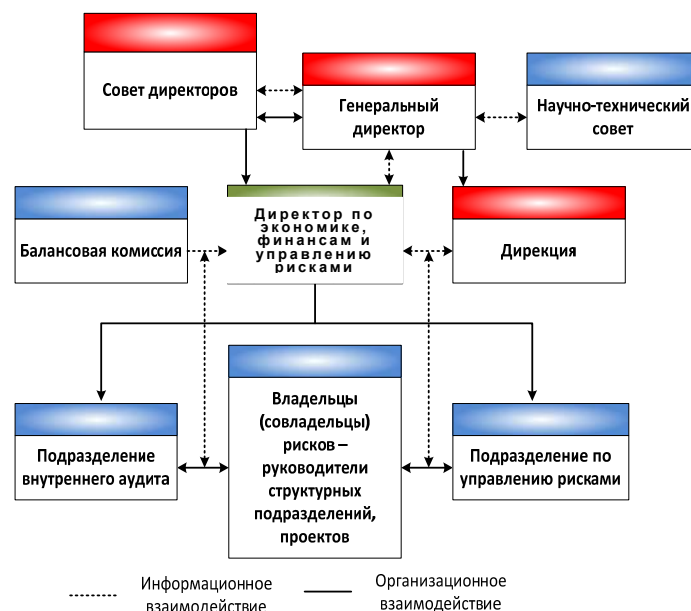 Совет директоров
Генеральный
директор
Научно-технический
совет
Балансовая комиссия
Директор по
экономике,
финансам и
управлению
рисками
Дирекция
Подразделение
внутреннего аудита
Владельцы
(совладельцы)
рисков –
руководители
структурных
подразделений,
проектов
Подразделение по
управлению рисками
Информационное
взаимодействие
Организационное
взаимодействие